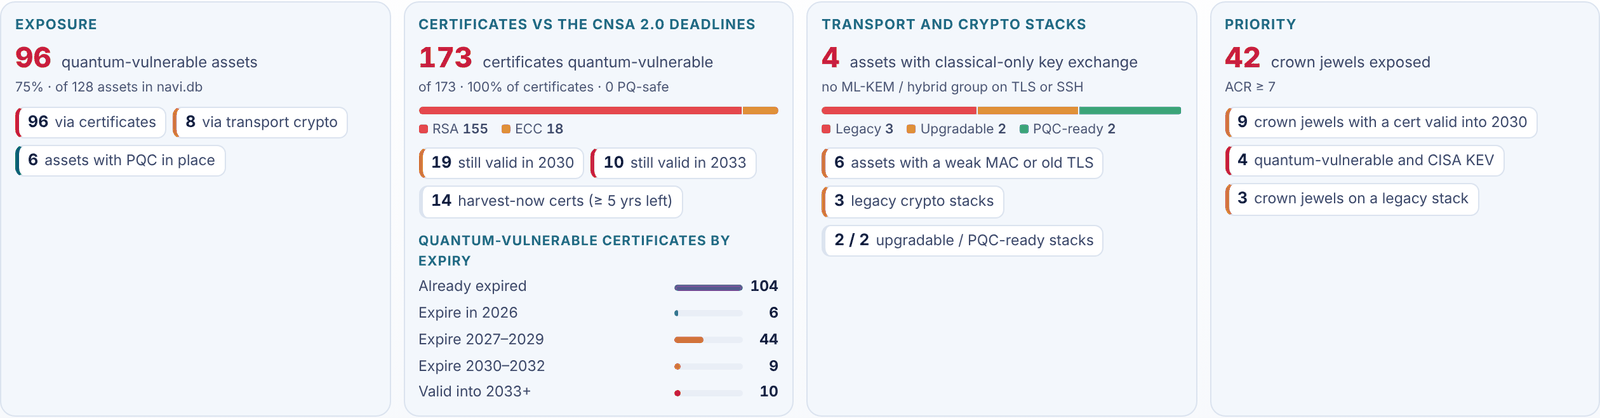 EXPOSURE
96 quantum-vulnerable assets
75% · of 128 assets in navi.db
96 via certificates
8 via transport crypto
6 assets with PQC in place
CERTIFICATES VS THE CNSA 2.0 DEADLINES
173 certificates quantum-vulnerable
of 173 · 100% of certificates · 0 PQ-safe
RSA 155 ECC 18
19 still valid in 2030
10 still valid in 2033
14 harvest-now certs (≥ 5 yrs left)
QUANTUM-VULNERABLE CERTIFICATES BY
EXPIRY
Already expired 104
Expire in 2026 6
Expire 2027–2029 44
Expire 2030–2032 9
Valid into 2033+ 10
TRANSPORT AND CRYPTO STACKS
4 assets with classical-only key exchange
no ML-KEM / hybrid group on TLS or SSH
Legacy 3 Upgradable 2 PQC-ready 2
6 assets with a weak MAC or old TLS
3 legacy crypto stacks
2 / 2 upgradable / PQC-ready stacks
PRIORITY
42 crown jewels exposed
ACR ≥ 7
9 crown jewels with a cert valid into 2030
4 quantum-vulnerable and CISA KEV
3 crown jewels on a legacy stack